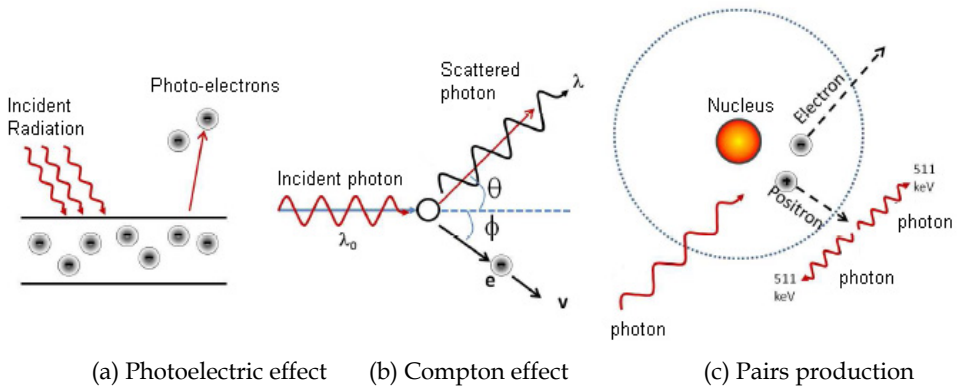 Incident
Radiation
Photo-electrons
(a) Photoelectric effect
Scattered
photon
λ
Incident photon
θ
λo
ϕ
e
v
(b) Compton effect
Nucleus
Electron
Positron
511
keV
photon
photon
511
keV
photon
(c) Pairs production